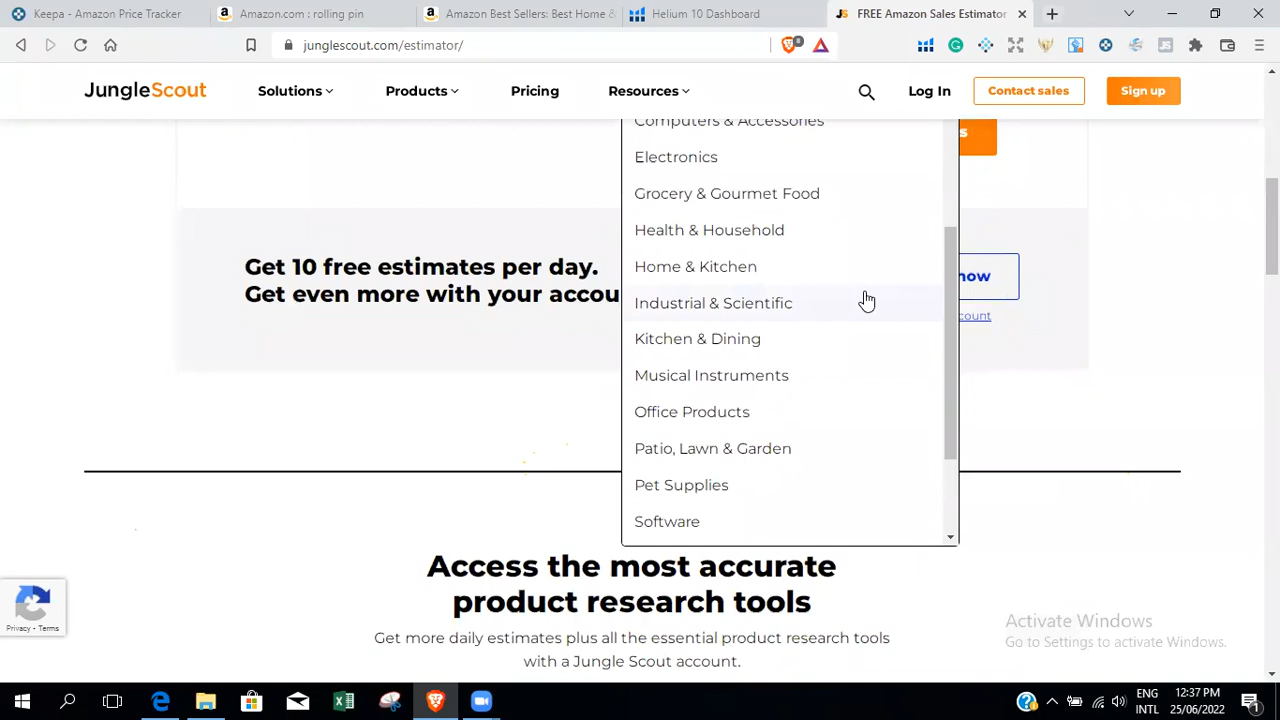 Keepa - Amazon Price Tracker
Amazon.com : rolling pin
Amazon Best Sellers: Best Home &
Helium 10 Dashboard
JS FREE Amazon Sales Estimator
junglescout.com/estimator/
8
JungleScout
Solutions
Products
Pricing
Resources
Log In
Contact sales
Sign up
Computers & Accessories
s
Electronics
Grocery & Gourmet Food
Health & Household
Get 10 free estimates per day.
Home & Kitchen
now
Get even more with your accou
Industrial & Scientific
count
Kitchen & Dining
Musical Instruments
Office Products
Patio, Lawn & Garden
Pet Supplies
Software
Access the most accurate
product research tools
Get more daily estimates plus all the essential product research tools
with a Jungle Scout account.
Privacy - Terms
Activate Windows
Go to Settings to activate Windows.
ENG
INTL
12:37 PM
25/06/2022
1